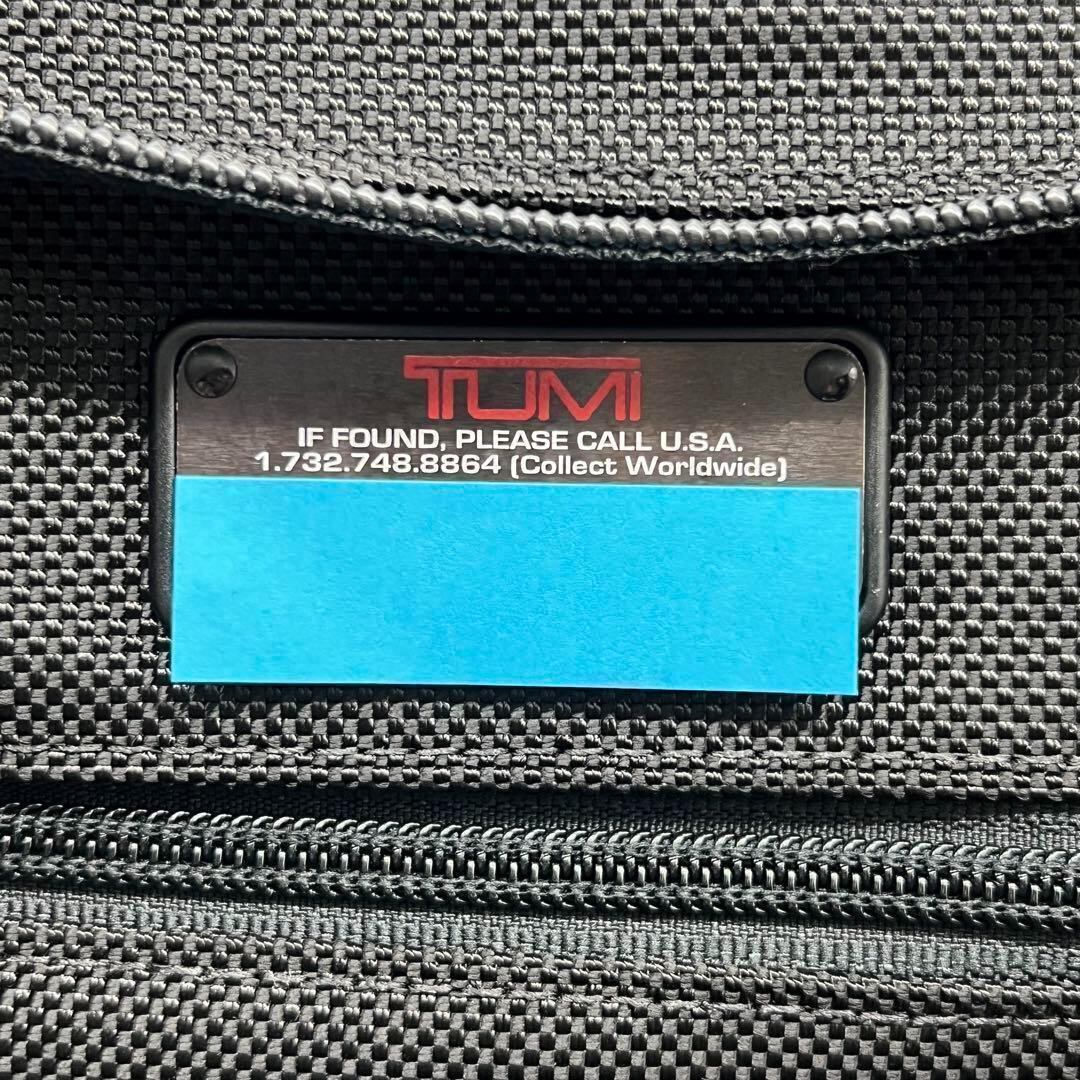 TUMI
IF FOUND, PLEASE CALL U.S.A.
1.732.748.8864 (Collect Worldwide)